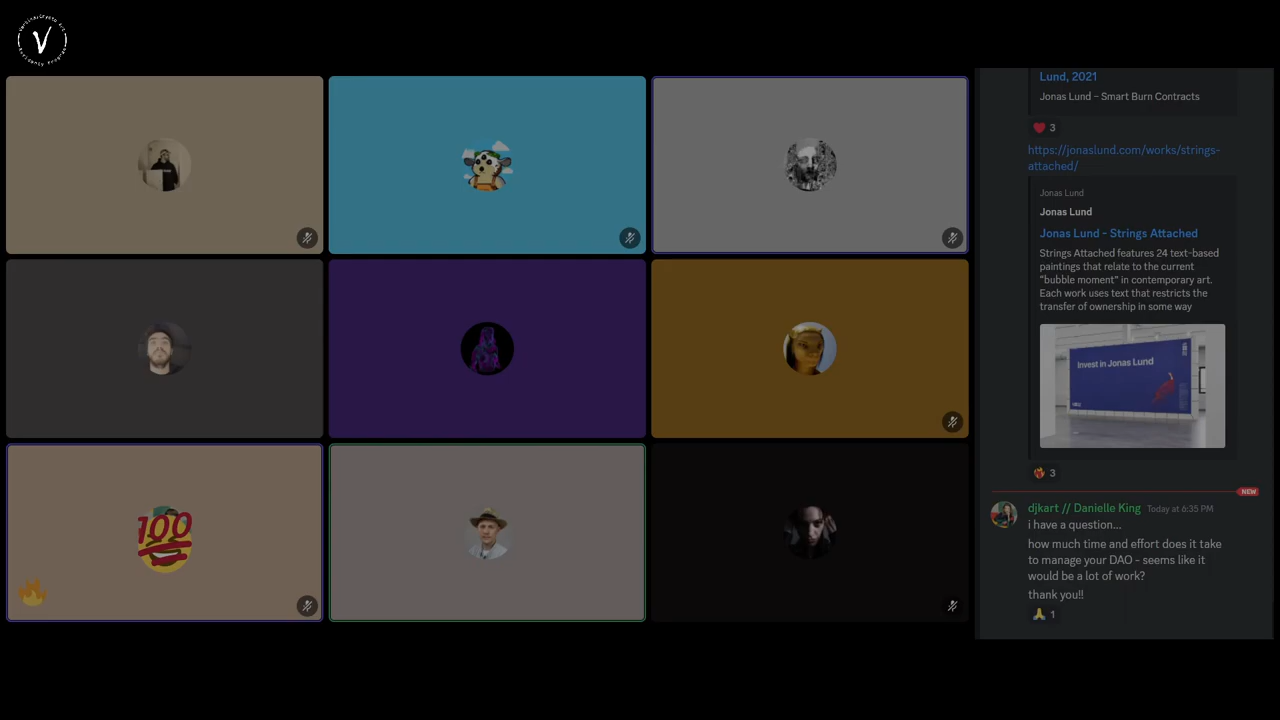 V
Lund, 2021
Jonas Lund – Smart Burn Contracts
3
https://jonaslund.com/works/strings-
attached/
Jonas Lund
Jonas Lund
Jonas Lund – Strings Attached
Strings Attached features 24 text-based
paintings that relate to the current
“bubble moment” in contemporary art.
Each work uses text that restricts the
transfer of ownership in some way
Invest in Jonas Lund
3
NEW
djkart // Danielle King Today at 6:35 PM
i have a question...
how much time and effort does it take
to manage your DAO - seems like it
would be a lot of work?
thank you!!
1
100